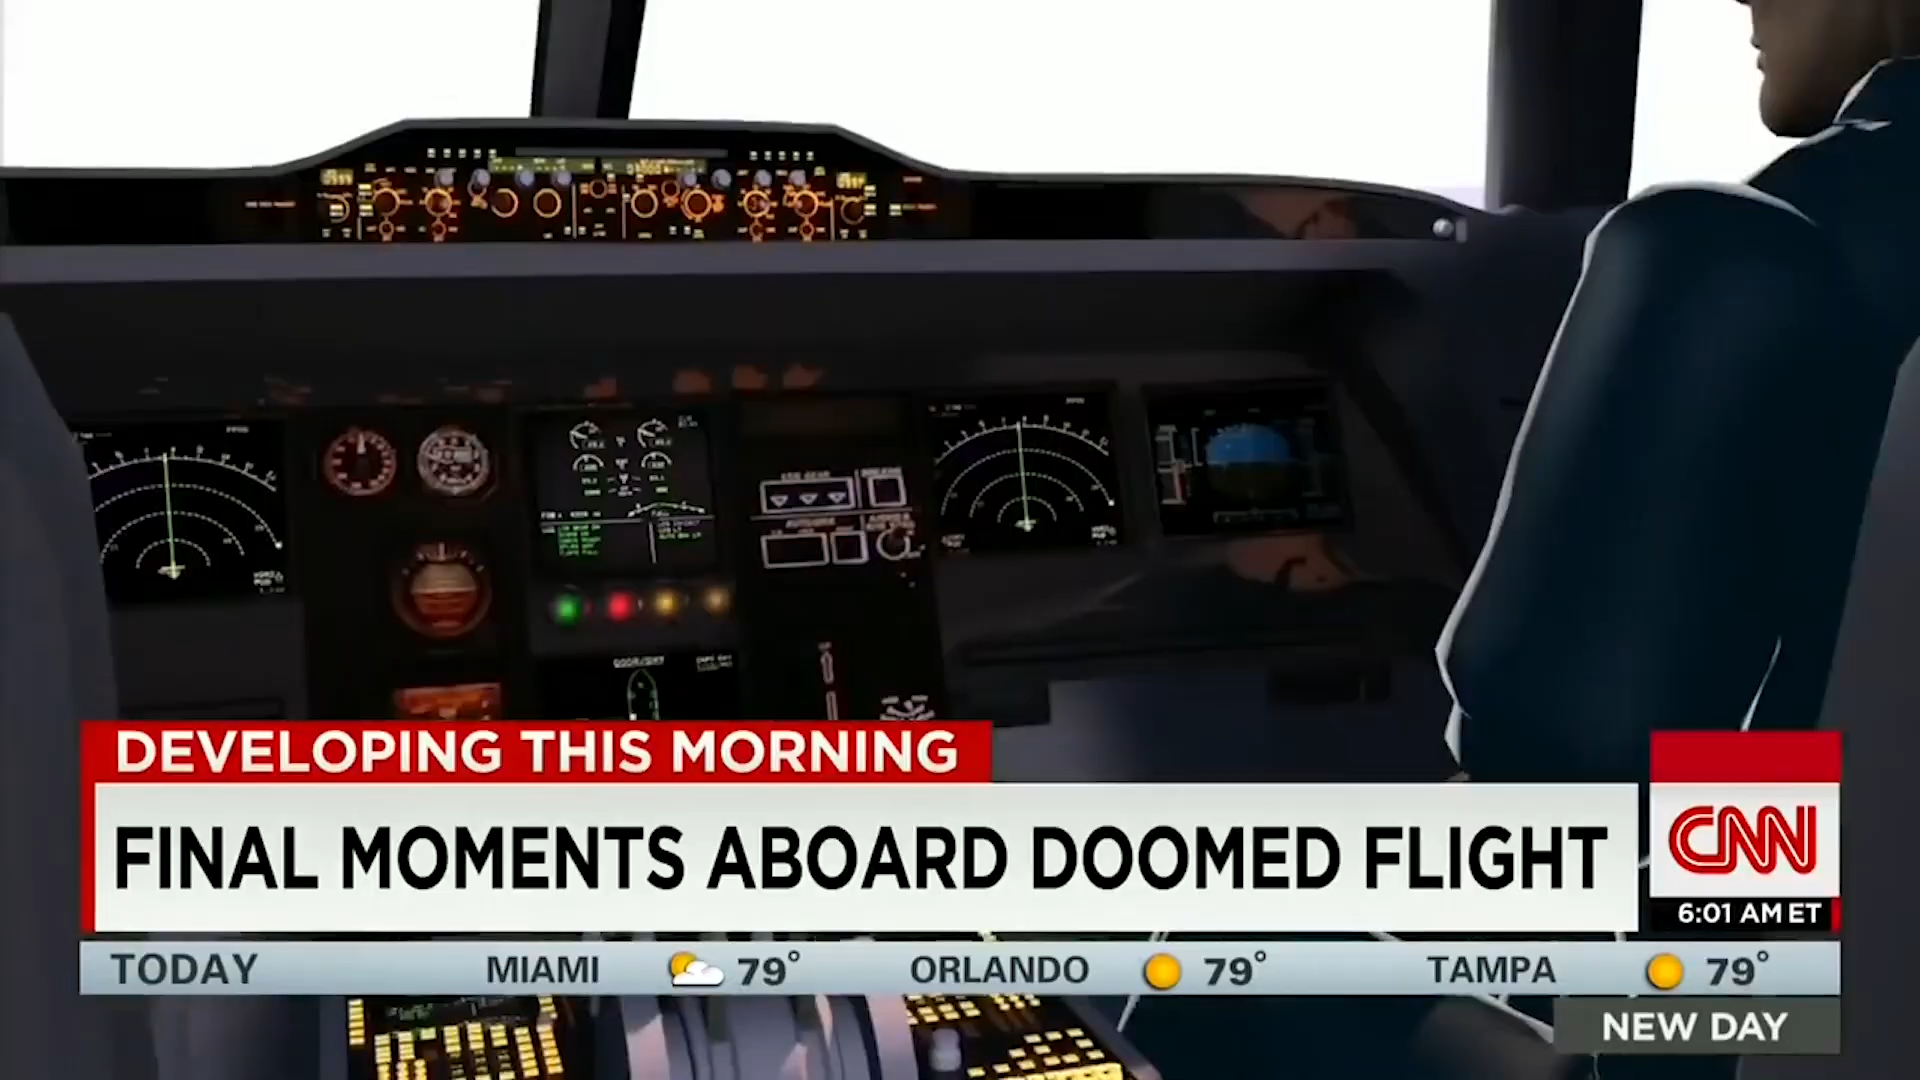 DEVELOPING THIS MORNING
FINAL MOMENTS ABOARD DOOMED FLIGHT
CNN
6:01 AM ET
TODAY MIAMI 79° ORLANDO 79° TAMPA 79°
NEW DAY